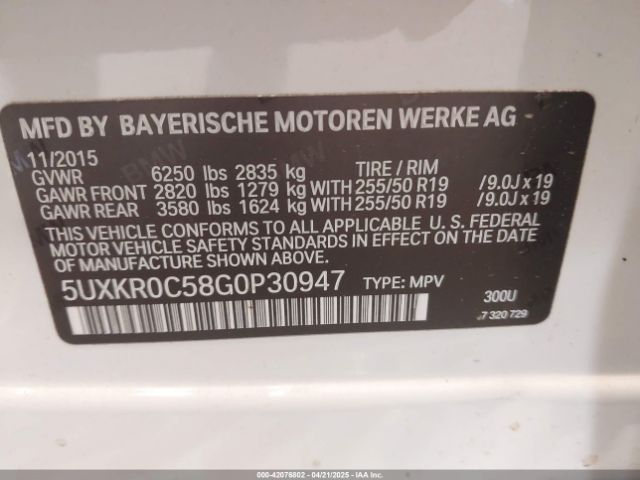 MFD BY BAYERISCHE MOTOREN WERKE AG
11/2015
GVWR 6250 lbs 2835 kg TIRE / RIM
GAWR FRONT 2820 lbs 1279 kg WITH 255/50 R19 /9.0J x 19
GAWR REAR 3580 lbs 1624 kg WITH 255/50 R19 /9.0J x 19
THIS VEHICLE CONFORMS TO ALL APPLICABLE U. S. FEDERAL
MOTOR VEHICLE SAFETY STANDARDS IN EFFECT ON THE DATE
OF MANUFACTURE SHOWN ABOVE.
5UXKR0C58G0P30947 TYPE: MPV
300U
7 320 729
000-42076802 - 04/21/2025 - IAAI.COM